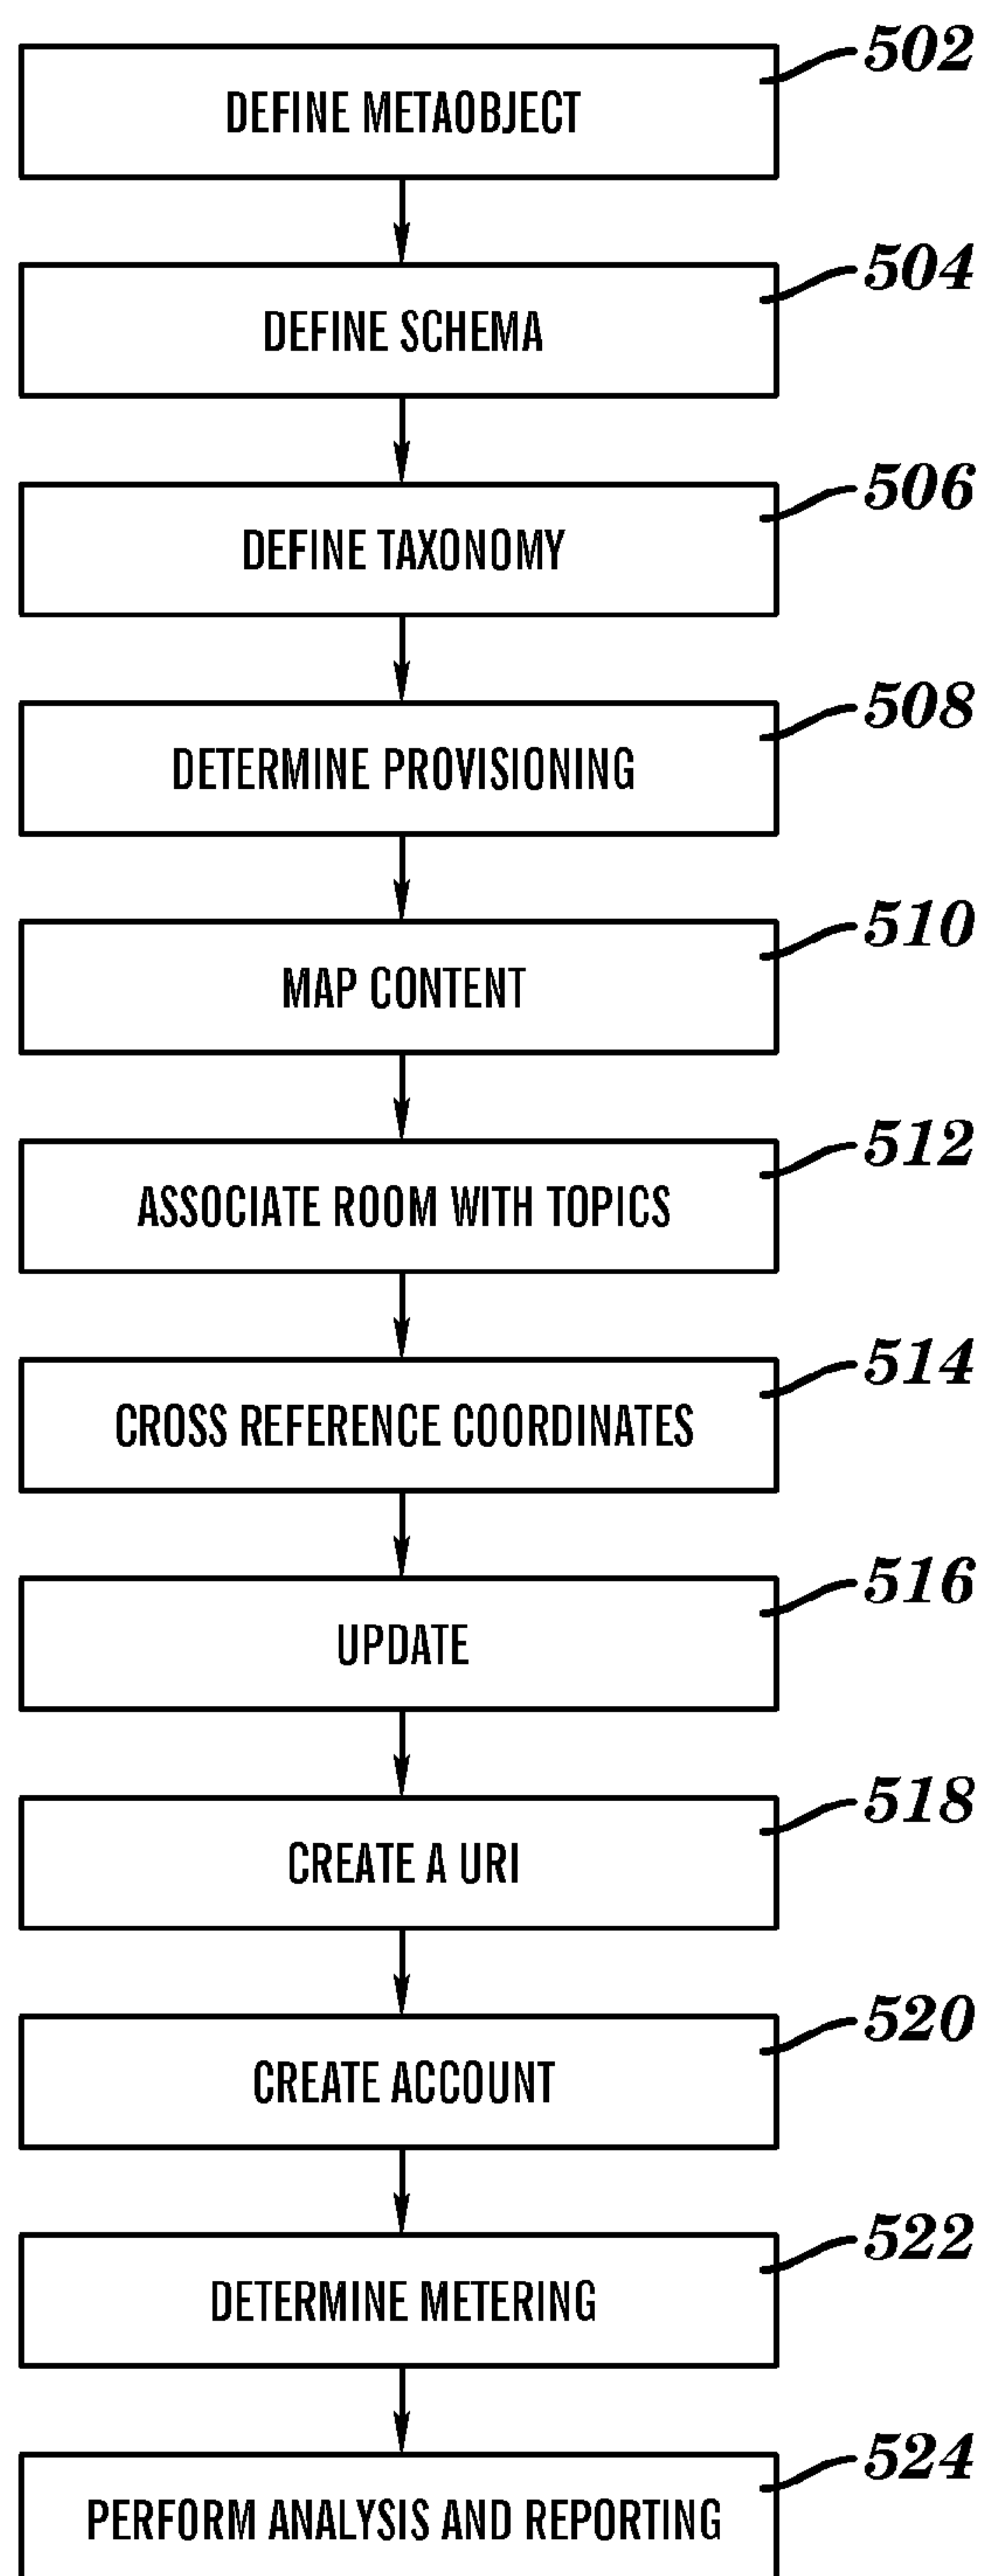 502
DEFINE METAOBJECT
504
DEFINE SCHEMA
506
DEFINE TAXONOMY
508
DETERMINE PROVISIONING
510
MAP CONTENT
512
ASSOCIATE ROOM WITH TOPICS
514
CROSS REFERENCE COORDINATES
516
UPDATE
518
CREATE A URI
520
CREATE ACCOUNT
522
DETERMINE METERING
524
PERFORM ANALYSIS AND REPORTING